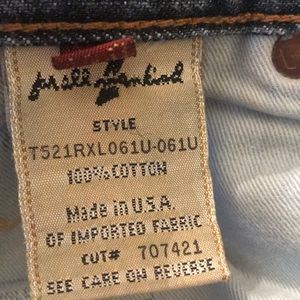 for all 7 mankind
STYLE
T521RXL061U-061U
100% COTTON
Made in U.S.A.
OF IMPORTED FABRIC
CUT# 707421
SEE CARE ON REVERSE